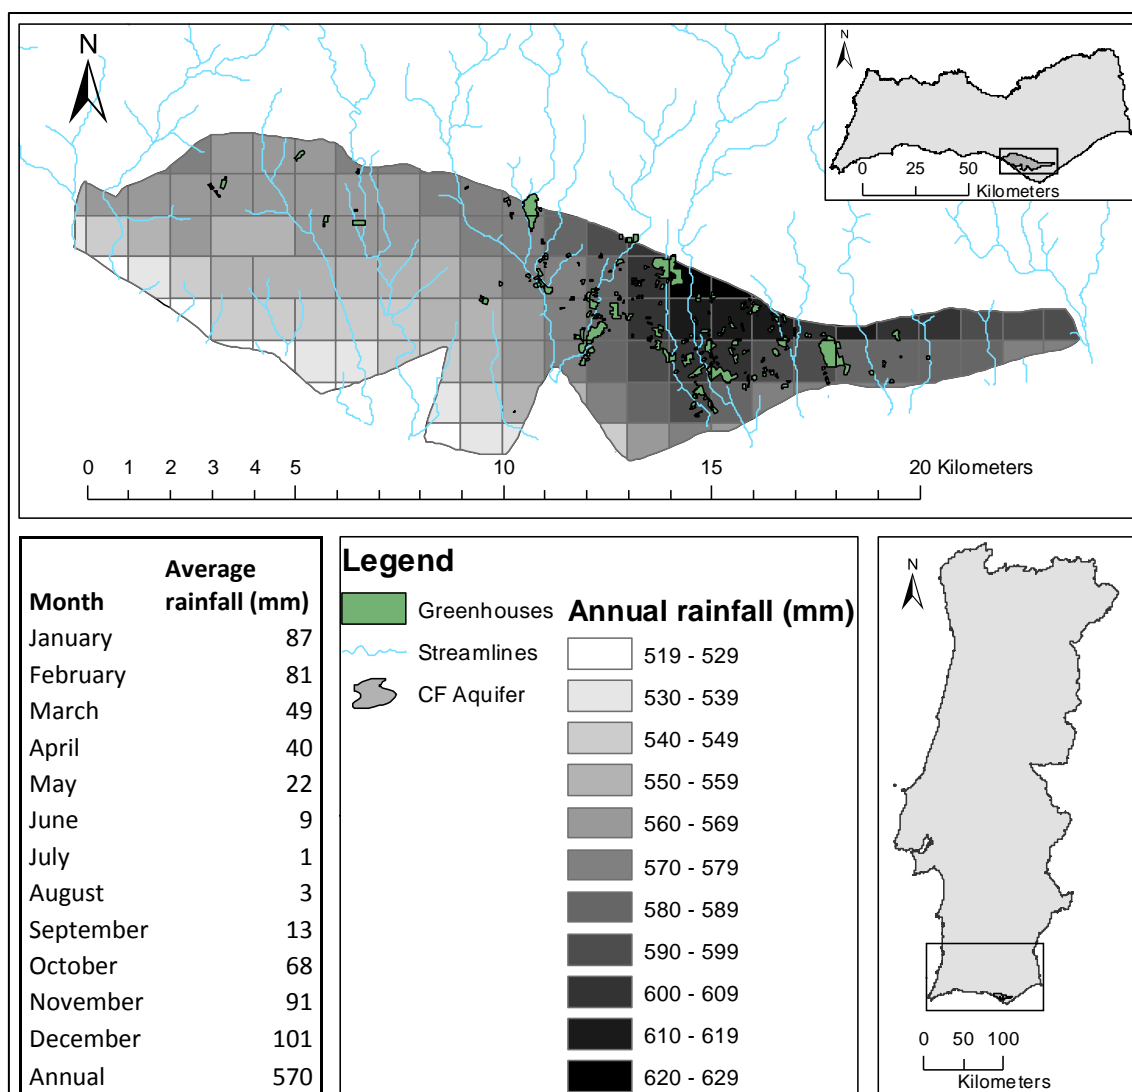 N
N
0 25 50
Kilometers
0 1 2 3 4 5 10 15 20 Kilometers
Average
Month rainfall (mm)
January 87
February 81
March 49
April 40
May 22
June 9
July 1
August 3
September 13
October 68
November 91
December 101
Annual 570
Legend
Greenhouses
Streamlines
CF Aquifer
Annual rainfall (mm)
519 - 529
530 - 539
540 - 549
550 - 559
560 - 569
570 - 579
580 - 589
590 - 599
600 - 609
610 - 619
620 - 629
N
0 50 100
Kilometers